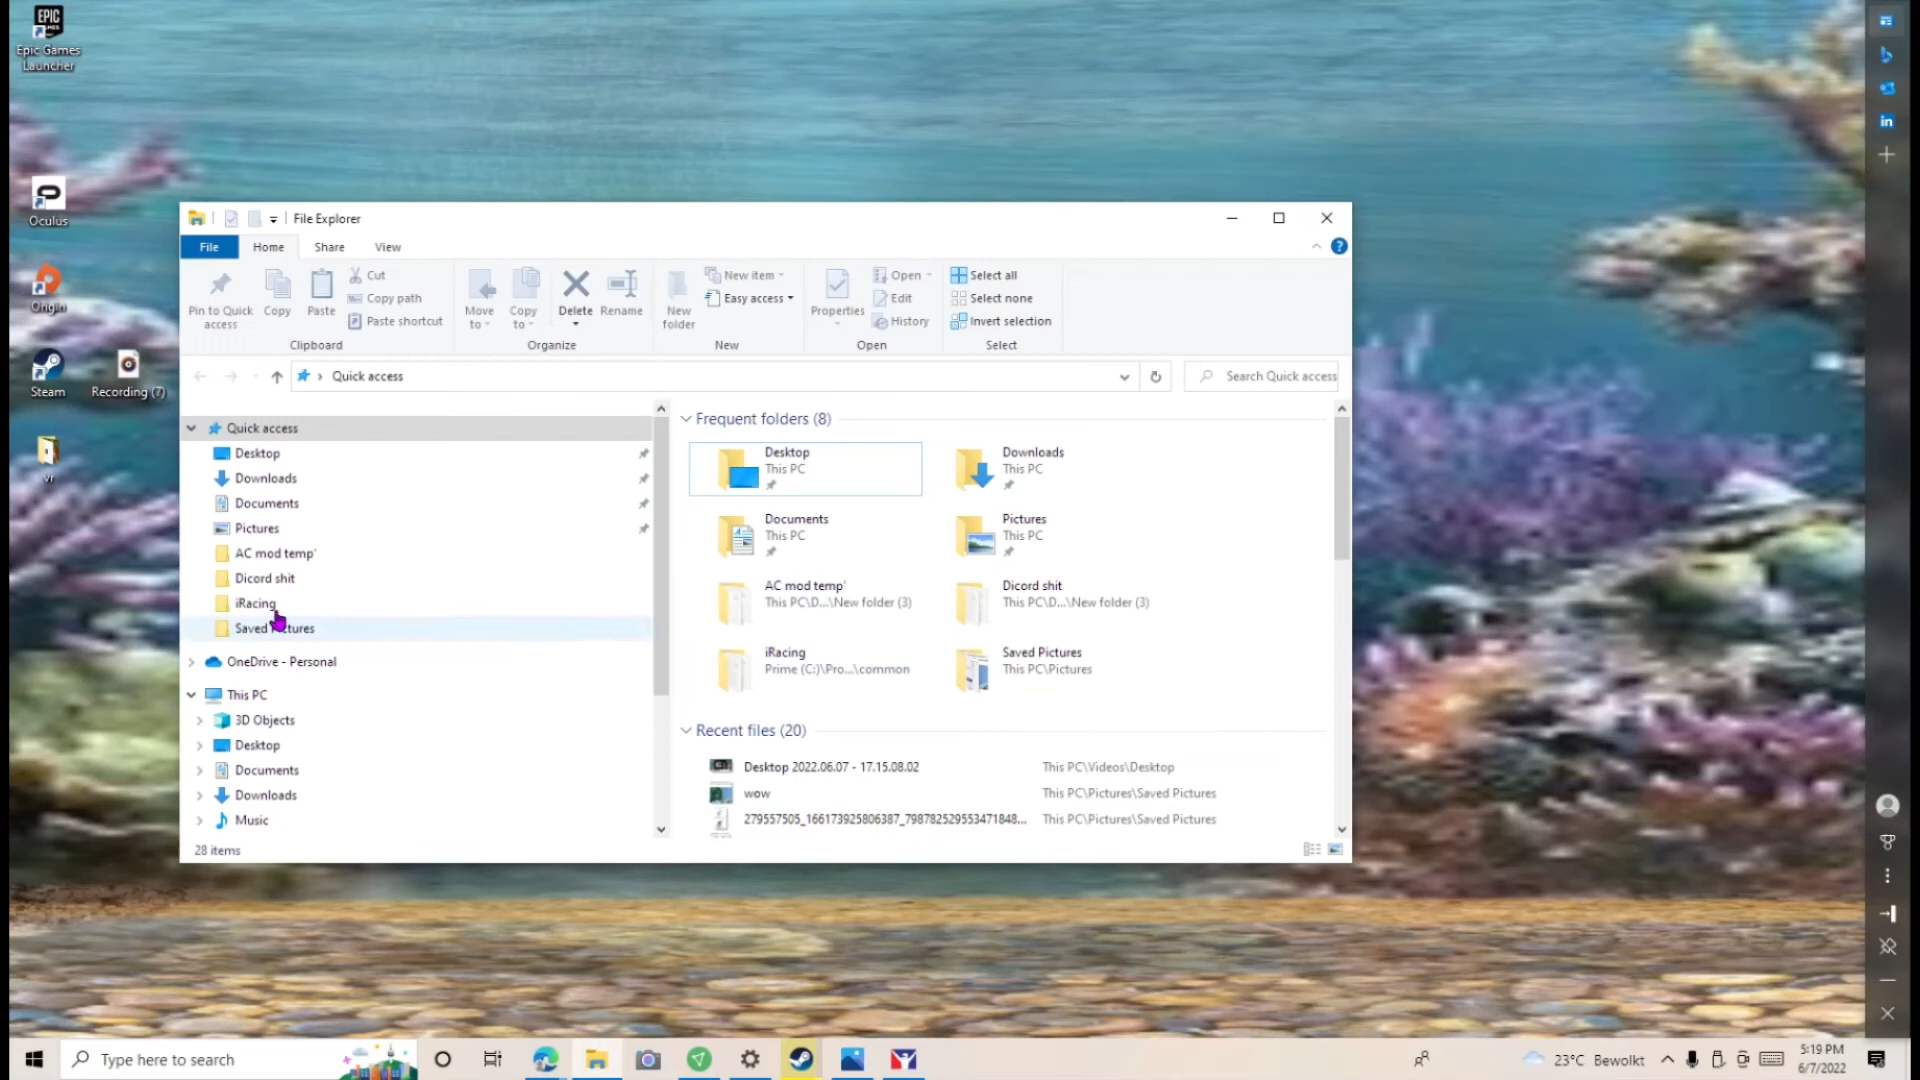 EPIC
GAMES
Epic Games
Launcher
Oculus
Origin
Steam
Recording (7)
vr
File Explorer
File
Home
Share
View
Pin to Quick
access
Copy
Paste
Cut
Copy path
Paste shortcut
Clipboard
Move
to
Copy
to
Delete
Rename
Organize
New
folder
New item
Easy access
New
Properties
Open
Edit
History
Open
Select all
Select none
Invert selection
Select
Quick access
Search Quick access
Quick access
Desktop
Downloads
Documents
Pictures
AC mod temp'
Dicord shit
iRacing
Saved Pictures
OneDrive - Personal
This PC
3D Objects
Desktop
Documents
Downloads
Music
28 items
Frequent folders (8)
Desktop
This PC
Downloads
This PC
Documents
This PC
Pictures
This PC
AC mod temp'
This PC\D...\New folder (3)
Dicord shit
This PC\D...\New folder (3)
iRacing
Prime (C:)\Pro...\common
Saved Pictures
This PC\Pictures
Recent files (20)
Desktop 2022.06.07 - 17.15.08.02
This PC\Videos\Desktop
wow
This PC\Pictures\Saved Pictures
279557505_166173925806387_798782529553471848...
This PC\Pictures\Saved Pictures
in
Type here to search
23°C Bewolkt
5:19 PM
6/7/2022